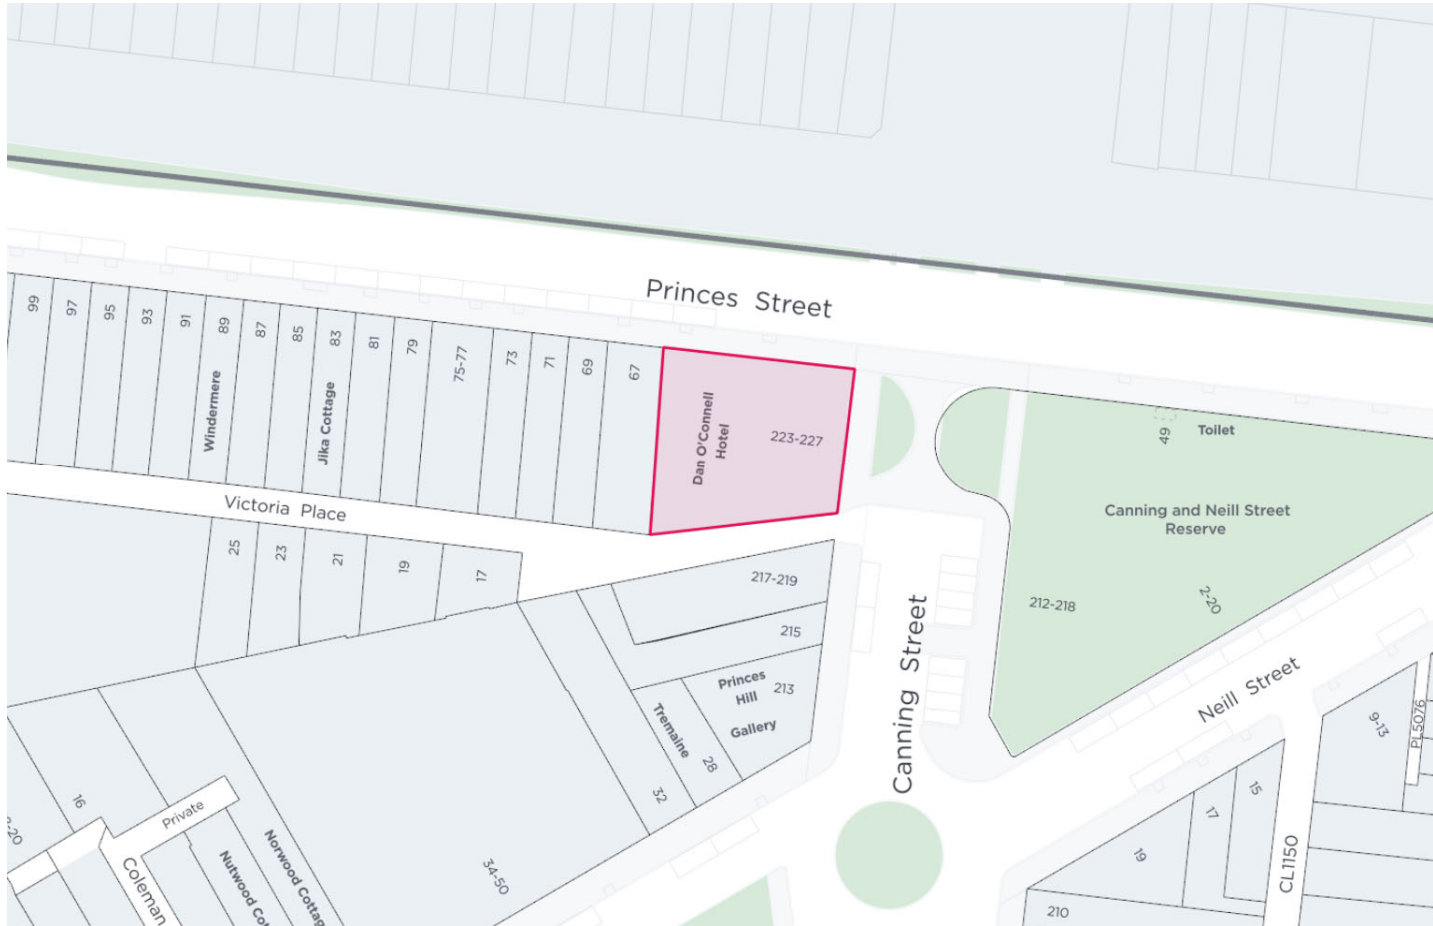 Princes Street
99
97
95
93
91
89
Windermere
87
85
83
Jika Cottage
81
79
75-77
73
71
69
67
Dan O'Connell
Hotel
223-227
49
Toilet
Canning and Neill Street
Reserve
212-218
2-20
Victoria Place
25
23
21
19
17
217-219
215
Princes
Hill
213
Gallery
Tremaine
28
32
Canning Street
Neill Street
9-13
PL5076
15
17
19
CL1150
210
16
Private
Coleman
Norwood Cottag
34-50